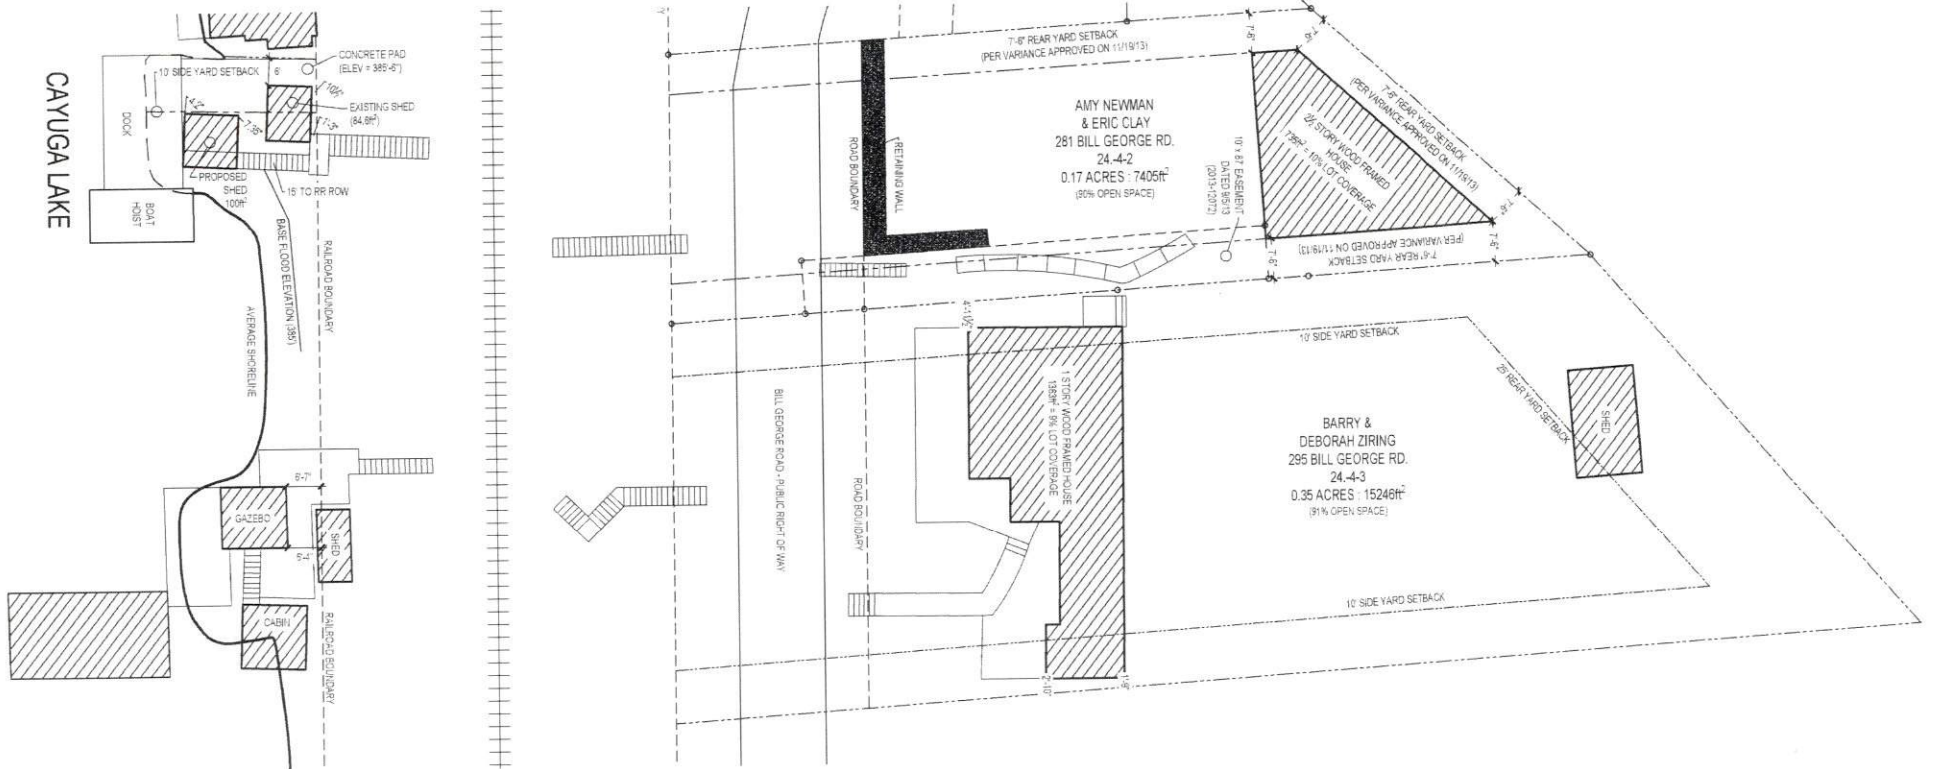 CAYUGA LAKE
DOCK
BOAT
HOIST
10' SIDE YARD SETBACK
6'
CONCRETE PAD
(ELEV = 385'-6")
EXISTING SHED
(84.6ft²)
4'-2"
PROPOSED
SHED
100ft²
15' TO RR ROW
BASE FLOOD ELEVATION (385')
RAILROAD BOUNDARY
AVERAGE SHORELINE
GAZEBO
SHED
CABIN
RAILROAD BOUNDARY
7'-6" REAR YARD SETBACK
(PER VARIANCE APPROVED ON 11/19/13)
7'-6"
ROAD BOUNDARY
RETAINING WALL
AMY NEWMAN
& ERIC CLAY
281 BILL GEORGE RD.
24.-4-2
0.17 ACRES : 7405ft²
(90% OPEN SPACE)
10' x 87' EASEMENT
DATED 9/5/13
(2013-12072)
2½ STORY WOOD FRAMED
HOUSE
735ft² = 10% LOT COVERAGE
7'-6" REAR YARD SETBACK
(PER VARIANCE APPROVED ON 11/19/13)
7'-6"
7'-6"
7'-6" REAR YARD SETBACK
(PER VARIANCE APPROVED ON 11/19/13)
7'-6"
4'-11½"
10' SIDE YARD SETBACK
25' REAR YARD SETBACK
SHED
BILL GEORGE ROAD - PUBLIC RIGHT OF WAY
ROAD BOUNDARY
1 STORY WOOD FRAMED HOUSE
1383ft² = 9% LOT COVERAGE
BARRY &
DEBORAH ZIRING
295 BILL GEORGE RD.
24.-4-3
0.35 ACRES : 15246ft²
(91% OPEN SPACE)
10' SIDE YARD SETBACK
2'-10"